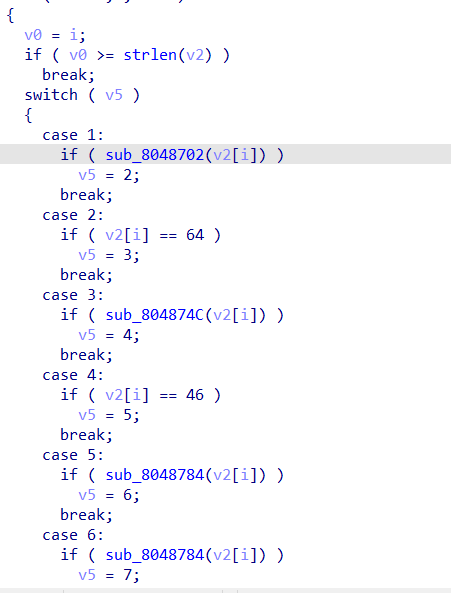 {
v0 = i;
if ( v0 >= strlen(v2) )
break;
switch ( v5 )
{
case 1:
if ( sub_8048702(v2[i]) )
v5 = 2;
break;
case 2:
if ( v2[i] == 64 )
v5 = 3;
break;
case 3:
if ( sub_804874C(v2[i]) )
v5 = 4;
break;
case 4:
if ( v2[i] == 46 )
v5 = 5;
break;
case 5:
if ( sub_8048784(v2[i]) )
v5 = 6;
break;
case 6:
if ( sub_8048784(v2[i]) )
v5 = 7;